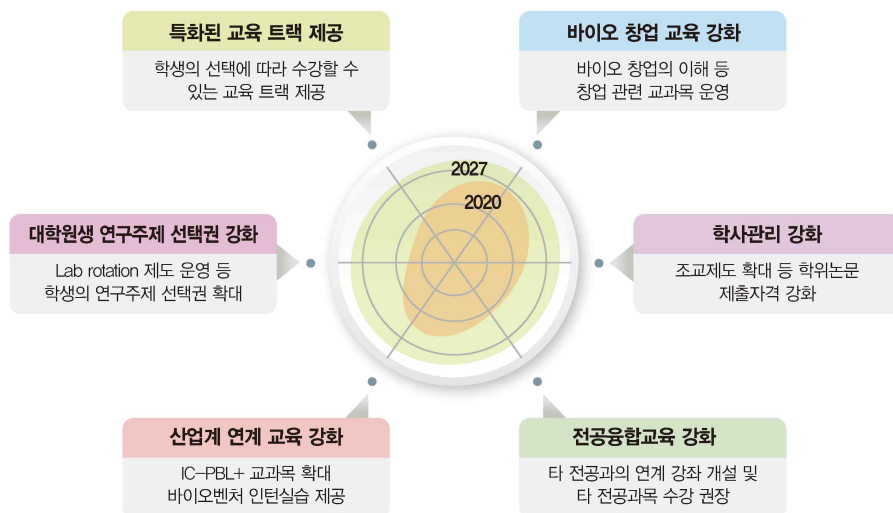 특화된 교육 트랙 제공
학생의 선택에 따라 수강할 수
있는 교육 트랙 제공
바이오 창업 교육 강화
바이오 창업의 이해 등
창업 관련 교과목 운영
2027
2020
대학원생 연구주제 선택권 강화
Lab rotation 제도 운영 등
학생의 연구주제 선택권 확대
학사관리 강화
조교제도 확대 등 학위논문
제출자격 강화
산업계 연계 교육 강화
IC-PBL+ 교과목 확대
바이오벤처 인턴실습 제공
전공융합교육 강화
타 전공과의 연계 강좌 개설 및
타 전공과목 수강 권장